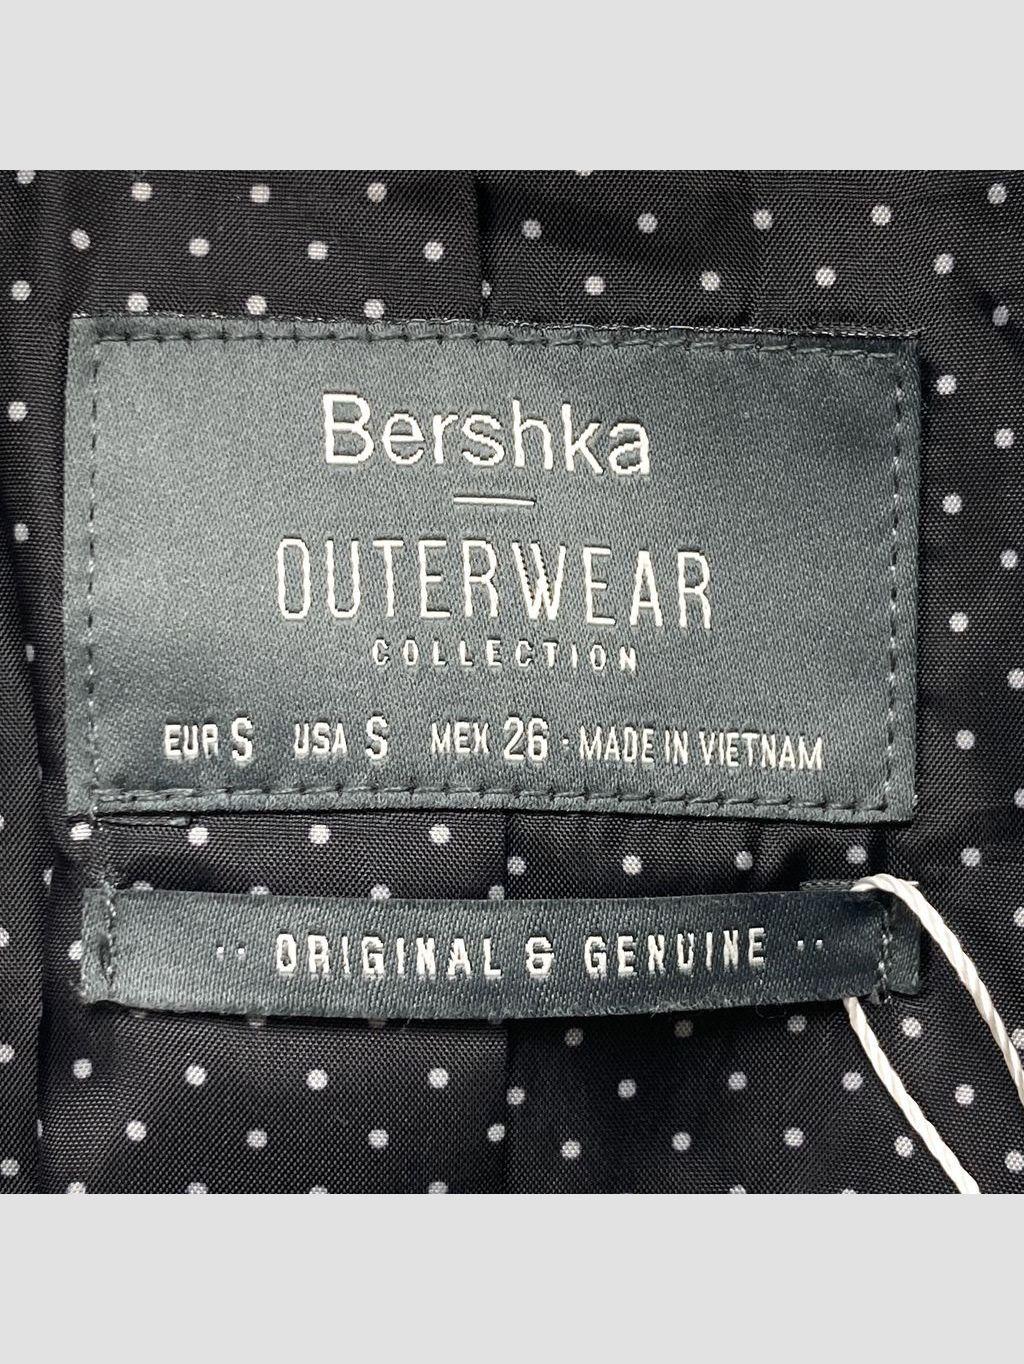 Bershka
OUTERWEAR
COLLECTION
EUR S USA S MEX 26 · MADE IN VIETNAM
·· ORIGINAL & GENUINE ··